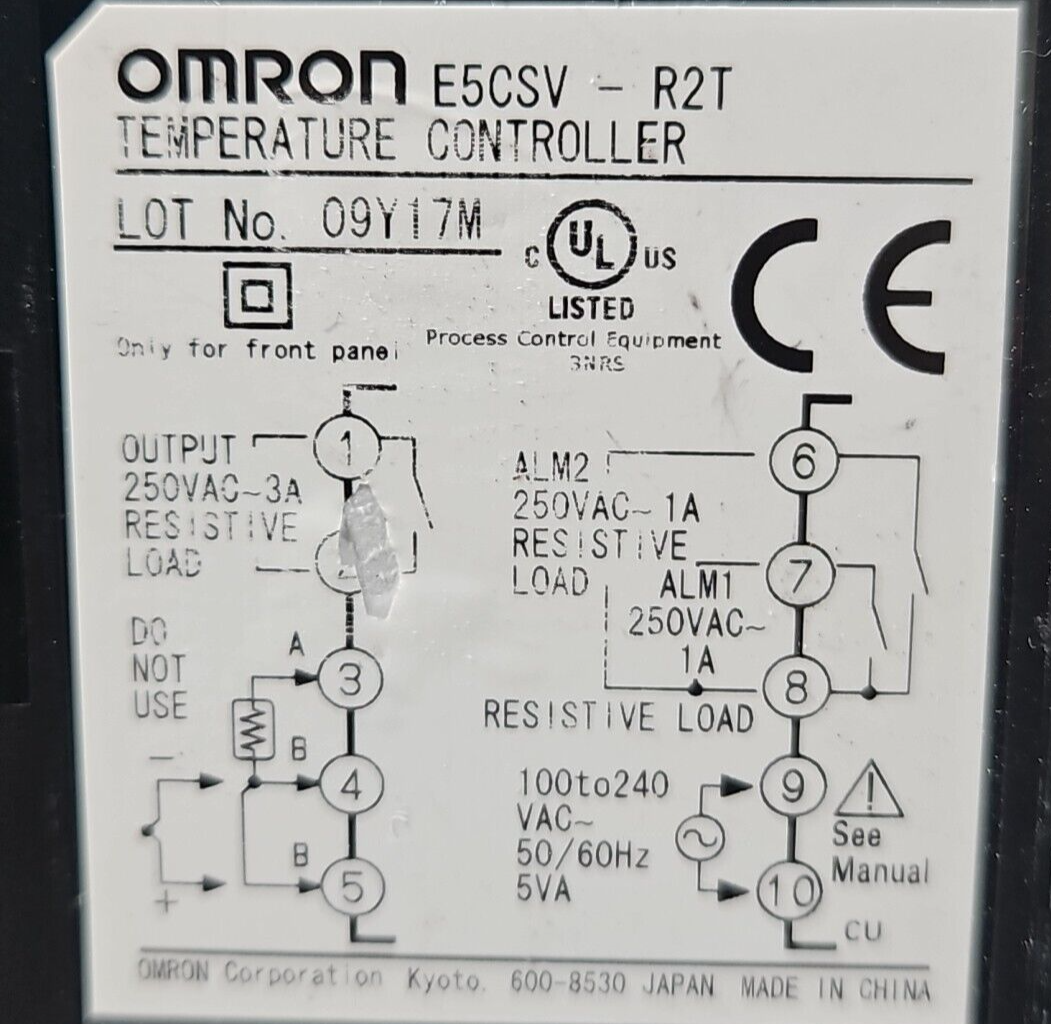 OMRON E5CSV - R2T
TEMPERATURE CONTROLLER
LOT No. 09Y17M
C UL US
LISTED
Process Control Equipment
3NRS
CE
Only for front panel
OUTPUT
250VAC~3A
RESISTIVE
LOAD
1
2
DO
NOT
USE
A
3
B
4
B
5
-
+
ALM2
250VAC~1A
RESISTIVE
LOAD
ALM1
250VAC~
1A
RESISTIVE LOAD
6
7
8
100to240
VAC~
50/60Hz
5VA
9
10
!
See
Manual
CU
OMRON Corporation Kyoto. 600-8530 JAPAN MADE IN CHINA